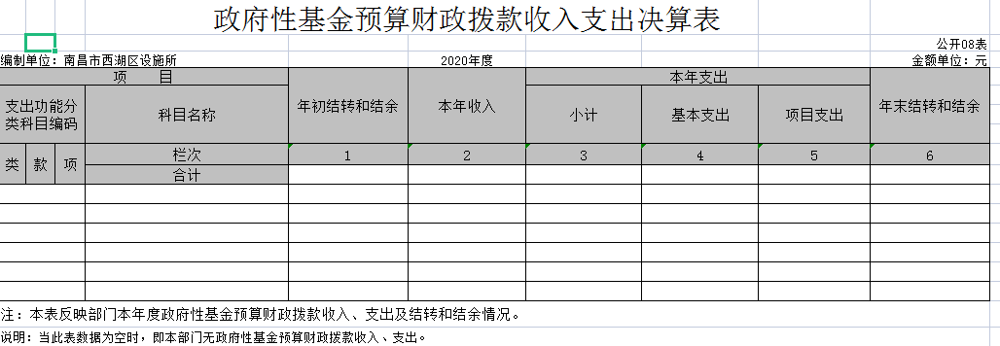 政府性基金预算财政拨款收入支出决算表
公开08表
编制单位：南昌市西湖区设施所 2020年度 金额单位：元
项 目 年初结转和结余 本年收入 本年支出 年末结转和结余
支出功能分类科目编码 科目名称 小计 基本支出 项目支出
类 款 项 栏次 1 2 3 4 5 6
合计
注：本表反映部门本年度政府性基金预算财政拨款收入、支出及结转和结余情况。
说明：当此表数据为空时，即本部门无政府性基金预算财政拨款收入、支出。